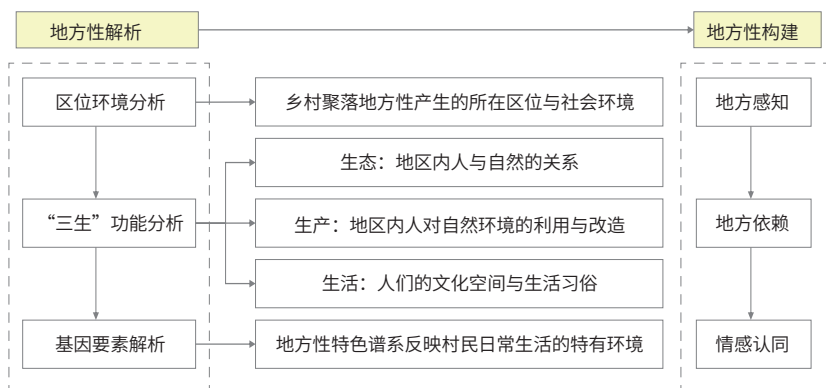 地方性解析
地方性构建
区位环境分析
乡村聚落地方性产生的所在区位与社会环境
地方感知
生态：地区内人与自然的关系
“三生”功能分析
生产：地区内人对自然环境的利用与改造
地方依赖
生活：人们的文化空间与生活习俗
基因要素解析
地方性特色谱系反映村民日常生活的特有环境
情感认同